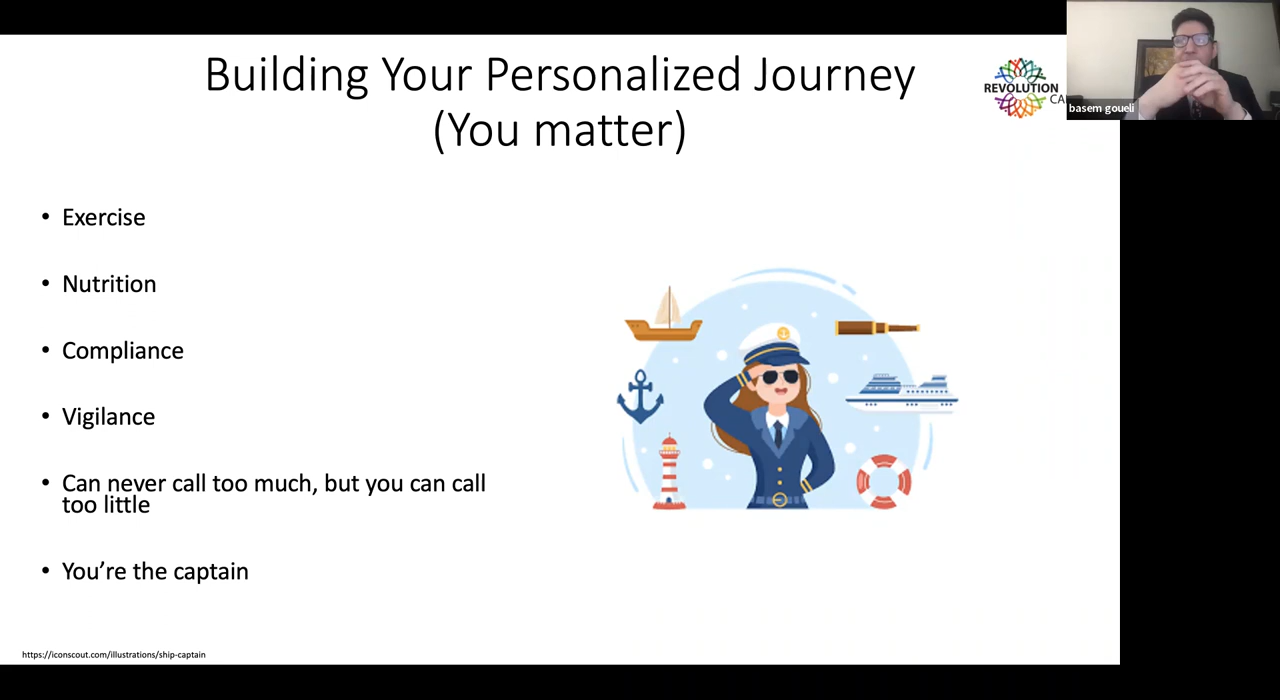 Building Your Personalized Journey
(You matter)
REVOLUTION
CA
basem goueli
• Exercise
• Nutrition
• Compliance
• Vigilance
• Can never call too much, but you can call
too little
• You’re the captain
https://iconscout.com/illustrations/ship-captain